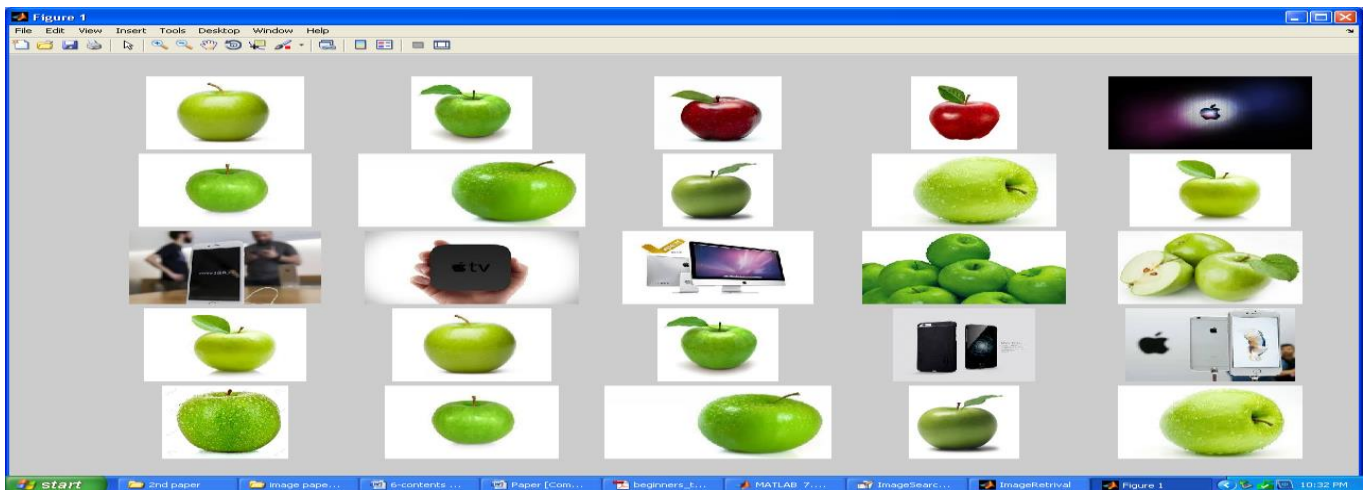 Figure 1
File Edit View Insert Tools Desktop Window Help
tv
start 2nd paper image pape... 6-contents ... Paper [Com... beginners_t... MATLAB 7.... ImageSearc... ImageRetrival Figure 1 10:32 PM